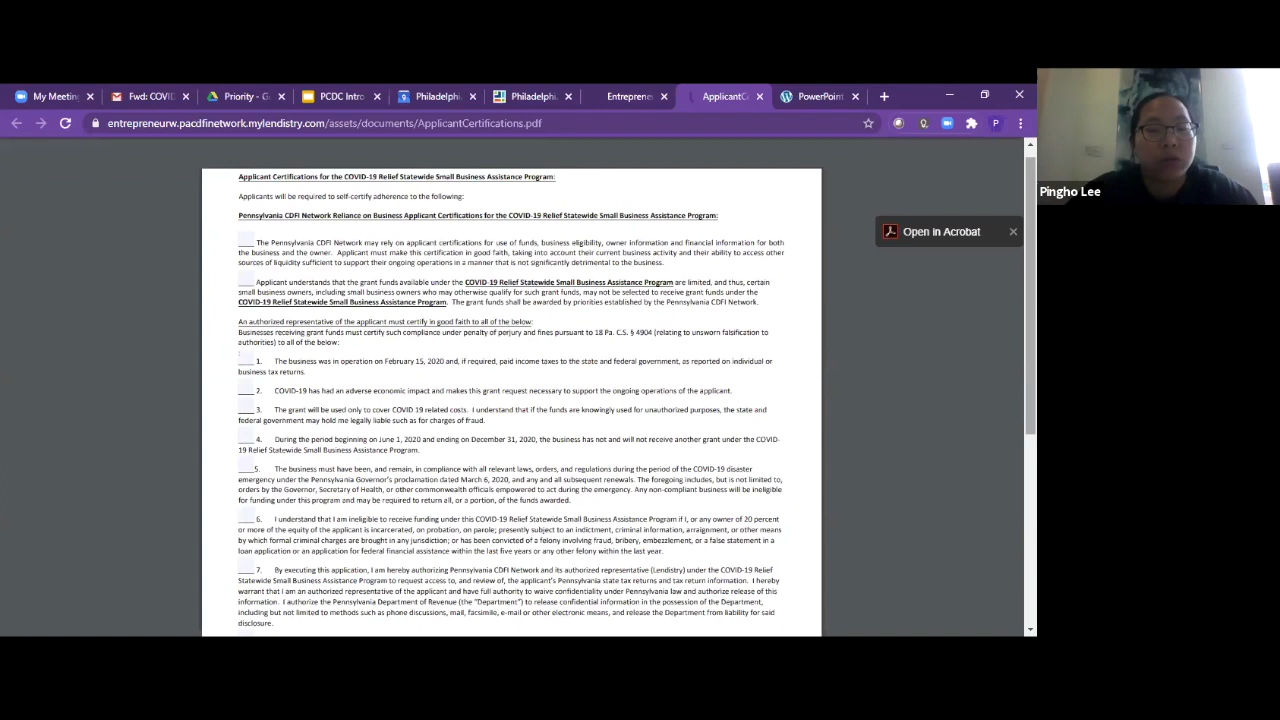 My Meetin
Fwd: COVI
Priority - G
PCDC Intro
Philadelphi
Philadelphi
Entreprene
ApplicantCe
PowerPoint
entrepreneurw.pacdfinetwork.mylendistry.com/assets/documents/ApplicantCertifications.pdf
P
Pingho Lee
Open in Acrobat
Applicant Certifications for the COVID-19 Relief Statewide Small Business Assistance Program:
Applicants will be required to self-certify adherence to the following:
Pennsylvania CDFI Network Reliance on Business Applicant Certifications for the COVID-19 Relief Statewide Small Business Assistance Program:
____ The Pennsylvania CDFI Network may rely on applicant certifications for use of funds, business eligibility, owner information and financial information for both
the business and the owner. Applicant must make this certification in good faith, taking into account their current business activity and their ability to access other
sources of liquidity sufficient to support their ongoing operations in a manner that is not significantly detrimental to the business.
____ Applicant understands that the grant funds available under the COVID-19 Relief Statewide Small Business Assistance Program are limited, and thus, certain
small business owners, including small business owners who may otherwise qualify for such grant funds, may not be selected to receive grant funds under the
COVID-19 Relief Statewide Small Business Assistance Program. The grant funds shall be awarded by priorities established by the Pennsylvania CDFI Network.
An authorized representative of the applicant must certify in good faith to all of the below:
Businesses receiving grant funds must certify such compliance under penalty of perjury and fines pursuant to 18 Pa. C.S. § 4904 (relating to unsworn falsification to
authorities) to all of the below:
:
____ 1. The business was in operation on February 15, 2020 and, if required, paid income taxes to the state and federal government, as reported on individual or
business tax returns.
____ 2. COVID-19 has had an adverse economic impact and makes this grant request necessary to support the ongoing operations of the applicant.
____ 3. The grant will be used only to cover COVID 19 related costs. I understand that if the funds are knowingly used for unauthorized purposes, the state and
federal government may hold me legally liable such as for charges of fraud.
____ 4. During the period beginning on June 1, 2020 and ending on December 31, 2020, the business has not and will not receive another grant under the COVID-
19 Relief Statewide Small Business Assistance Program.
____5. The business must have been, and remain, in compliance with all relevant laws, orders, and regulations during the period of the COVID-19 disaster
emergency under the Pennsylvania Governor's proclamation dated March 6, 2020, and any and all subsequent renewals. The foregoing includes, but is not limited to,
orders by the Governor, Secretary of Health, or other commonwealth officials empowered to act during the emergency. Any non-compliant business will be ineligible
for funding under this program and may be required to return all, or a portion, of the funds awarded.
____ 6. I understand that I am ineligible to receive funding under this COVID-19 Relief Statewide Small Business Assistance Program if I, or any owner of 20 percent
or more of the equity of the applicant is incarcerated, on probation, on parole; presently subject to an indictment, criminal information, arraignment, or other means
by which formal criminal charges are brought in any jurisdiction; or has been convicted of a felony involving fraud, bribery, embezzlement, or a false statement in a
loan application or an application for federal financial assistance within the last five years or any other felony within the last year.
____ 7. By executing this application, I am hereby authorizing Pennsylvania CDFI Network and its authorized representative (Lendistry) under the COVID-19 Relief
Statewide Small Business Assistance Program to request access to, and review of, the applicant's Pennsylvania state tax returns and tax return information. I hereby
warrant that I am an authorized representative of the applicant and have full authority to waive confidentiality under Pennsylvania law and authorize release of this
information. I authorize the Pennsylvania Department of Revenue (the "Department") to release confidential information in the possession of the Department,
including but not limited to methods such as phone discussions, mail, facsimile, e-mail or other electronic means, and release the Department from liability for said
disclosure.